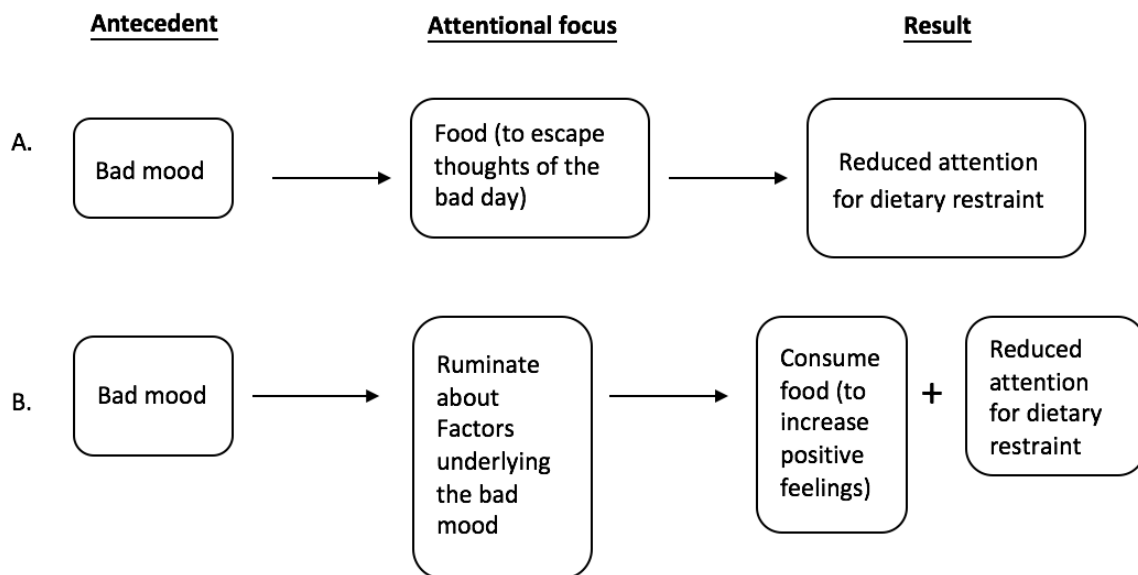 Antecedent
Attentional focus
Result
A.
Bad mood
Food (to escape
thoughts of the
bad day)
Reduced attention
for dietary restraint
B.
Bad mood
Ruminate
about
Factors
underlying
the bad
mood
Consume
food (to
increase
positive
feelings)
+
Reduced
attention
for dietary
restraint